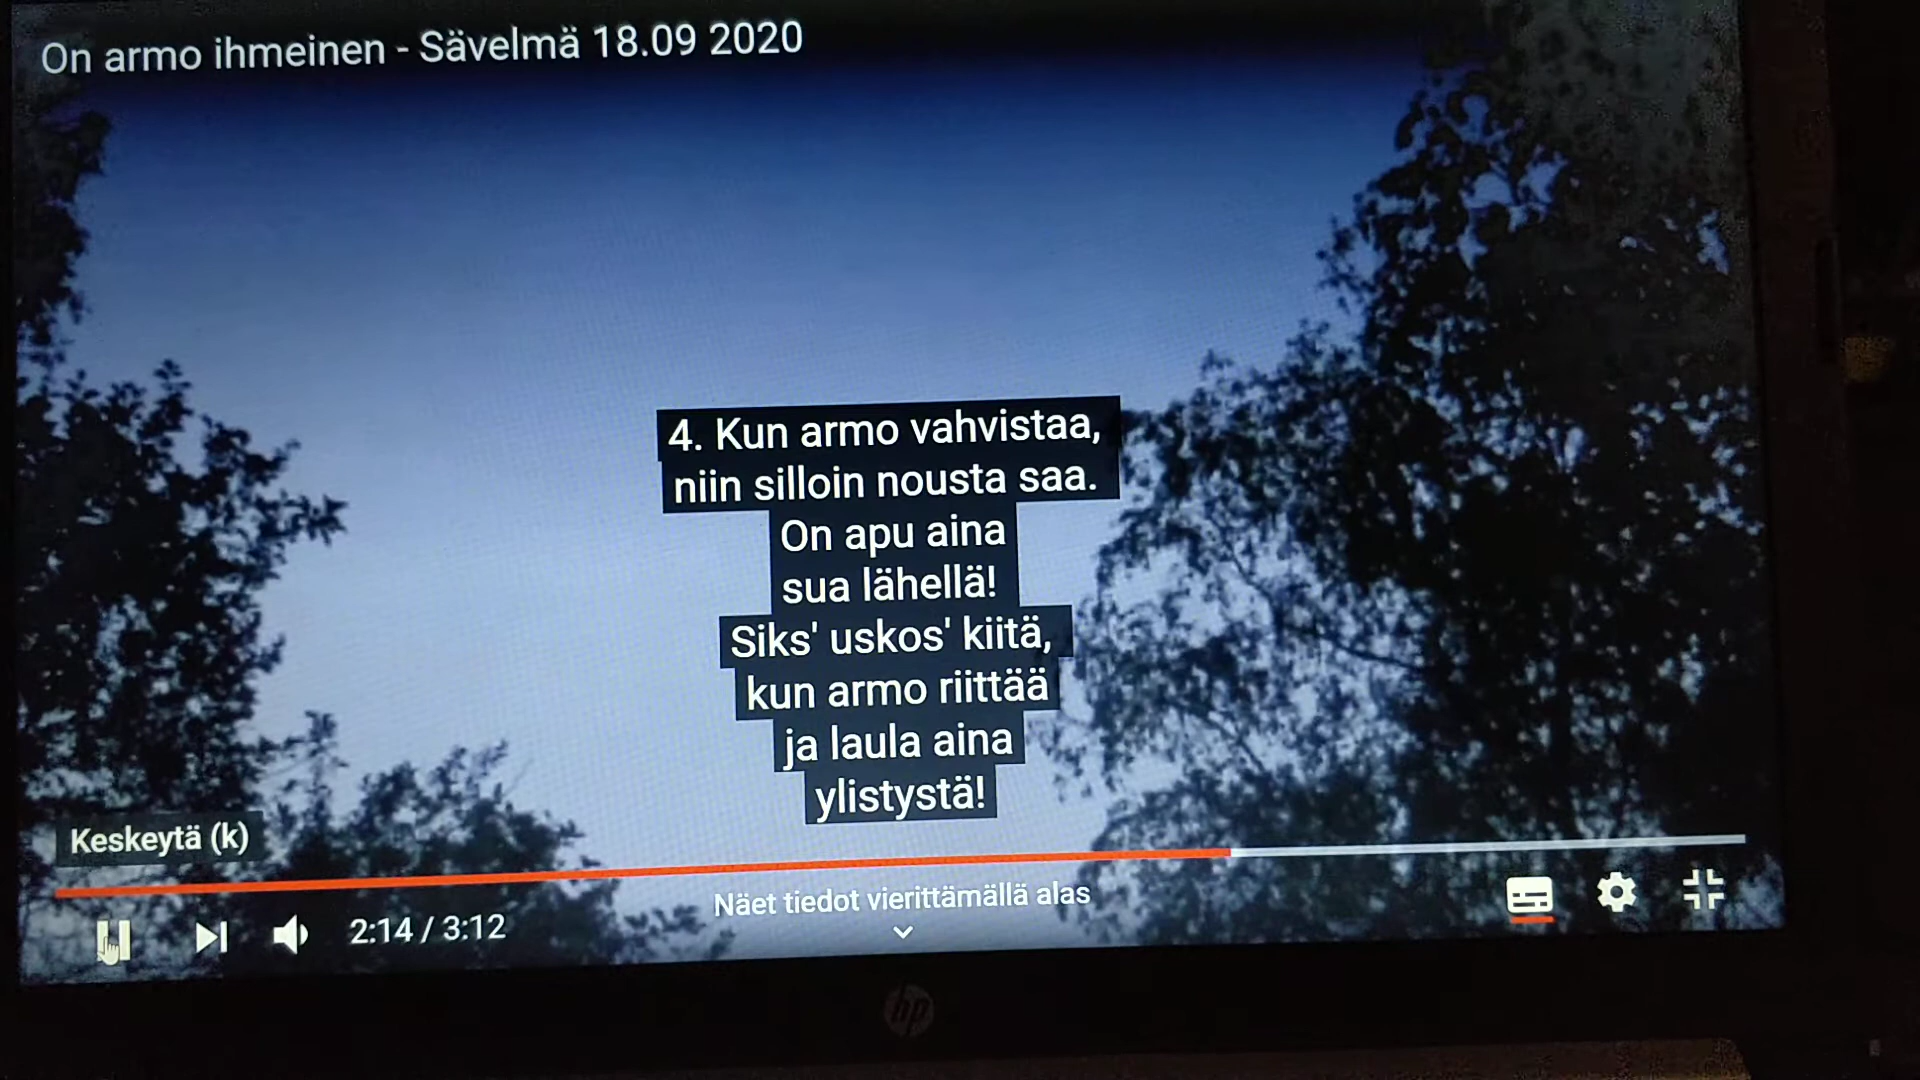 On armo ihmeinen - Sävelmä 18.09 2020
4. Kun armo vahvistaa,
niin silloin nousta saa.
On apu aina
sua lähellä!
Siks' uskos' kiitä,
kun armo riittää
ja laula aina
ylistystä!
Keskeytä (k)
Näet tiedot vierittämällä alas
2:14 / 3:12
hp